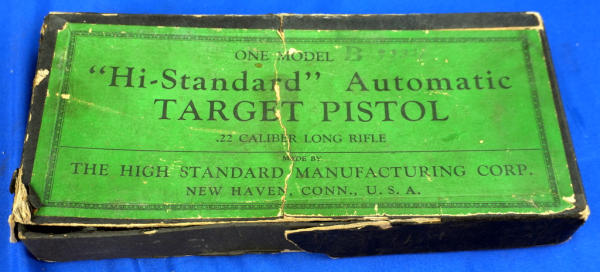 ONE MODEL B
"Hi-Standard" Automatic
TARGET PISTOL
.22 CALIBER LONG RIFLE
MADE BY
THE HIGH STANDARD MANUFACTURING CORP.
NEW HAVEN, CONN., U. S. A.